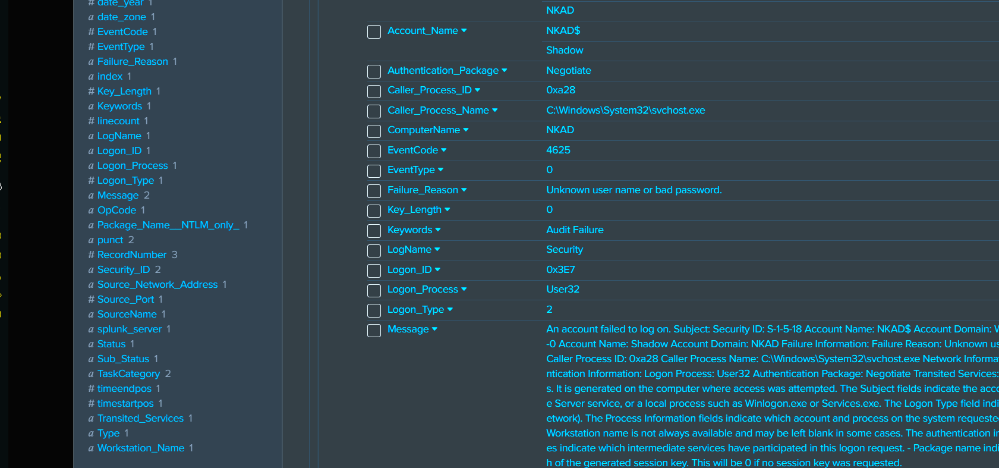 # date_year 1
a date_zone 1
# EventCode 1
# EventType 1
a Failure_Reason 1
a index 1
# Key_Length 1
a Keywords 1
# linecount 1
a LogName 1
a Logon_ID 1
a Logon_Process 1
# Logon_Type 1
a Message 2
a OpCode 1
a Package_Name__NTLM_only_ 1
a punct 2
# RecordNumber 3
a Security_ID 2
a Source_Network_Address 1
# Source_Port 1
a SourceName 1
a splunk_server 1
a Status 1
a Sub_Status 1
a TaskCategory 2
# timeendpos 1
# timestartpos 1
a Transited_Services 1
a Type 1
a Workstation_Name 1
NKAD
Account_Name NKAD$
Shadow
Authentication_Package Negotiate
Caller_Process_ID 0xa28
Caller_Process_Name C:\Windows\System32\svchost.exe
ComputerName NKAD
EventCode 4625
EventType 0
Failure_Reason Unknown user name or bad password.
Key_Length 0
Keywords Audit Failure
LogName Security
Logon_ID 0x3E7
Logon_Process User32
Logon_Type 2
Message An account failed to log on. Subject: Security ID: S-1-5-18 Account Name: NKAD$ Account Domain:
-0 Account Name: Shadow Account Domain: NKAD Failure Information: Failure Reason: Unknown us
Caller Process ID: 0xa28 Caller Process Name: C:\Windows\System32\svchost.exe Network Informa
ntication Information: Logon Process: User32 Authentication Package: Negotiate Transited Services:
s. It is generated on the computer where access was attempted. The Subject fields indicate the acco
e Server service, or a local process such as Winlogon.exe or Services.exe. The Logon Type field indi
etwork). The Process Information fields indicate which account and process on the system requeste
Workstation name is not always available and may be left blank in some cases. The authentication in
es indicate which intermediate services have participated in this logon request. - Package name indi
h of the generated session key. This will be 0 if no session key was requested.